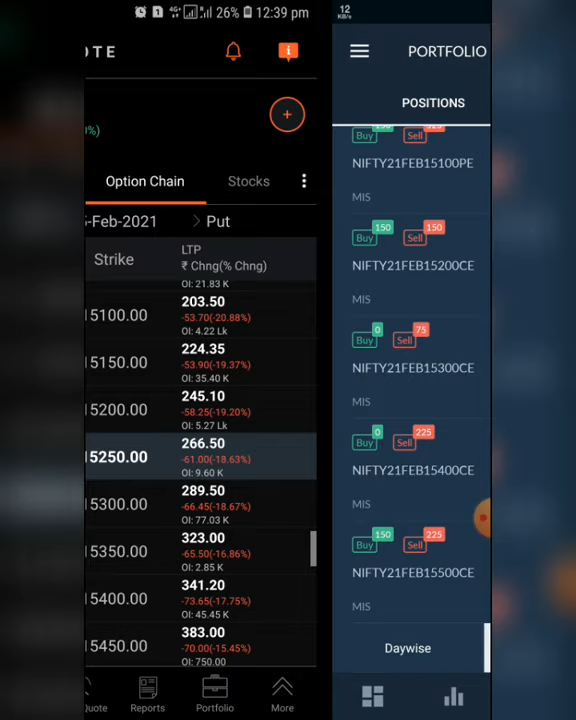 26% 12:39 pm
OTE
%)
Option Chain Stocks
5-Feb-2021 > Put
Strike LTP
₹ Chng(% Chng)
OI: 21.83 K
15100.00 203.50
-53.70(-20.88%)
OI: 4.22 Lk
15150.00 224.35
-53.90(-19.37%)
OI: 35.40 K
15200.00 245.10
-58.25(-19.20%)
OI: 5.27 Lk
15250.00 266.50
-61.00(-18.63%)
OI: 9.60 K
15300.00 289.50
-66.45(-18.67%)
OI: 77.03 K
15350.00 323.00
-65.50(-16.86%)
OI: 2.85 K
15400.00 341.20
-73.65(-17.75%)
OI: 45.45 K
15450.00 383.00
-70.00(-15.45%)
OI: 750.00
Quote Reports Portfolio More
12
KB/s
PORTFOLIO
POSITIONS
Buy Sell
NIFTY21FEB15100PE
MIS
Buy 150 Sell 150
NIFTY21FEB15200CE
MIS
Buy 0 Sell 75
NIFTY21FEB15300CE
MIS
Buy 0 Sell 225
NIFTY21FEB15400CE
MIS
Buy 150 Sell 225
NIFTY21FEB15500CE
MIS
Daywise